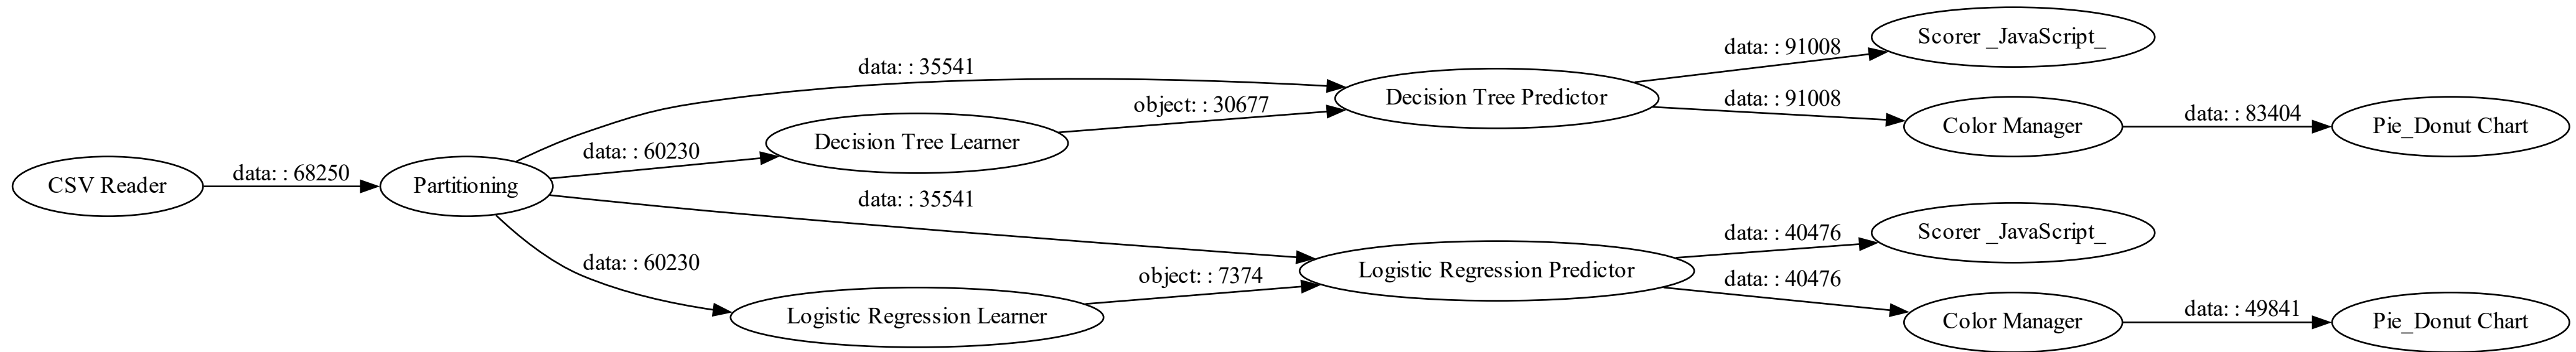 CSV Reader
data: : 68250
Partitioning
data: : 35541
data: : 60230
data: : 35541
data: : 60230
Decision Tree Learner
object: : 30677
Logistic Regression Learner
object: : 7374
Decision Tree Predictor
data: : 91008
data: : 91008
Logistic Regression Predictor
data: : 40476
data: : 40476
Scorer _JavaScript_
Color Manager
data: : 83404
Pie_Donut Chart
Scorer _JavaScript_
Color Manager
data: : 49841
Pie_Donut Chart